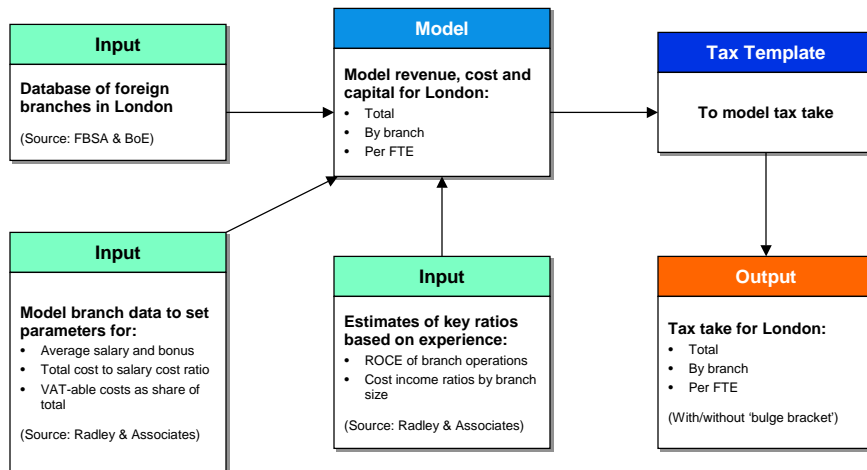 Input
Database of foreign
branches in London
(Source: FBSA & BoE)
Model
Model revenue, cost and
capital for London:
• Total
• By branch
• Per FTE
Tax Template
To model tax take
Input
Model branch data to set
parameters for:
• Average salary and bonus
• Total cost to salary cost ratio
• VAT-able costs as share of
total
(Source: Radley & Associates)
Input
Estimates of key ratios
based on experience:
• ROCE of branch operations
• Cost income ratios by branch
size
(Source: Radley & Associates)
Output
Tax take for London:
• Total
• By branch
• Per FTE
(With/without ‘bulge bracket’)